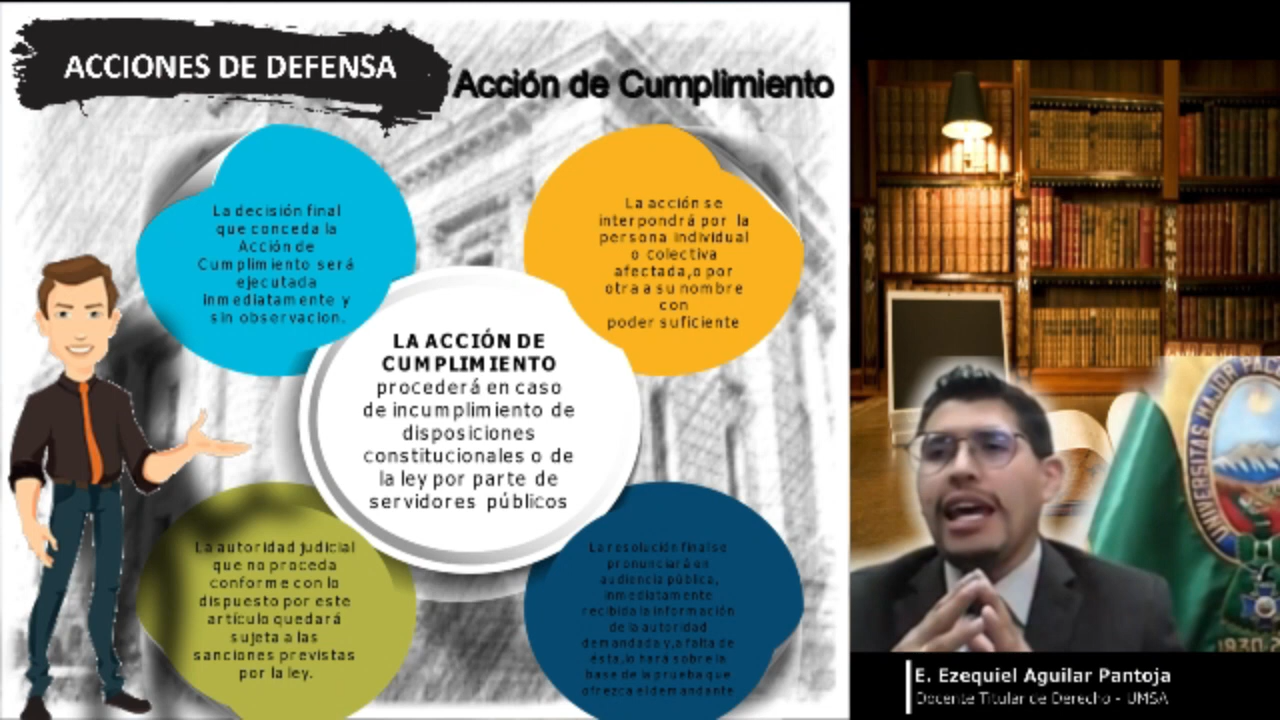 ACCIONES DE DEFENSA
Acción de Cumplimiento
La decisión final
que conceda la
Acción de
Cumplimiento será
ejecutada
inmediatamente y
sin observacion.
La acción se
interpondrá por la
persona individual
o colectiva
afectada,o por
otra a su nombre
con
poder suficiente
LA ACCIÓN DE
CUMPLIMIENTO
procederá en caso
de incumplimiento de
disposiciones
constitucionales o de
la ley por parte de
servidores públicos
La autoridad judicial
que no proceda
conforme con lo
dispuesto por este
artículo quedará
sujeta a las
sanciones previstas
por la ley.
La resolución final se
pronunciará en
audiencia pública,
inmediatamente
recibida la información
de la autoridad
demandada y,a falta de
ésta,lo hará sobre la
base de la prueba que
ofrezca el demandante
UNIVERSITAS MAJOR
1930-2
E. Ezequiel Aguilar Pantoja
Docente Titular de Derecho - UMSA